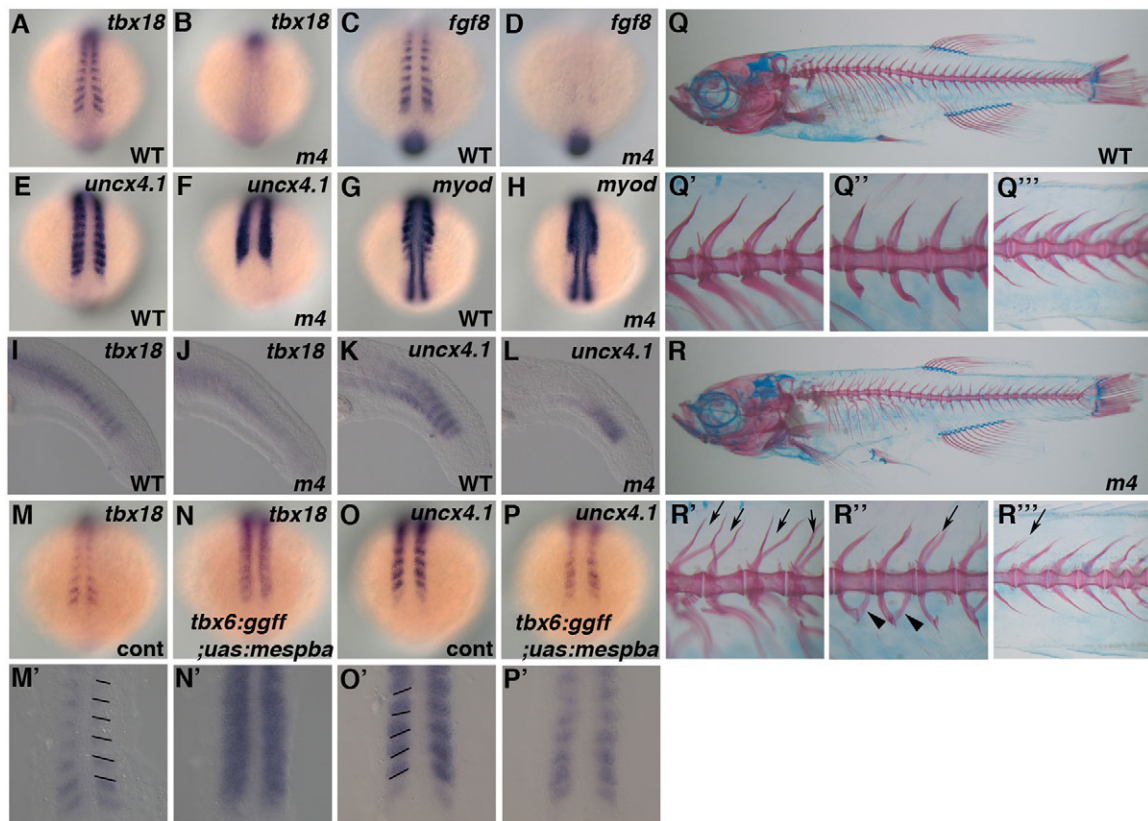 A tbx18 WT
B tbx18 m4
C fgf8 WT
D fgf8 m4
Q WT
E uncx4.1 WT
F uncx4.1 m4
G myod WT
H myod m4
Q’ Q’’ Q’’’
I tbx18 WT
J tbx18 m4
K uncx4.1 WT
L uncx4.1 m4
R m4
M tbx18 cont
N tbx18
tbx6:ggff
;uas:mespba
O uncx4.1 cont
P uncx4.1
tbx6:ggff
;uas:mespba
R’ R’’ R’’’
M’ N’ O’ P’